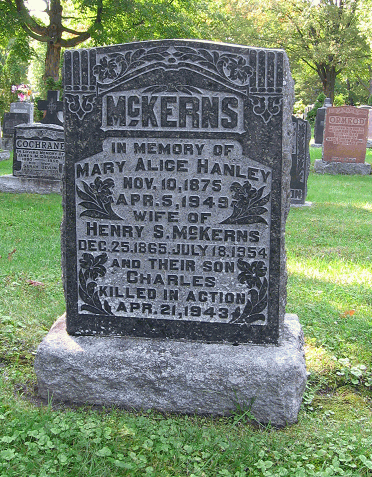 McKERNS
IN MEMORY OF
MARY ALICE HANLEY
NOV. 10, 1875
APR. 5, 1949
WIFE OF
HENRY S. McKERNS
DEC. 25, 1865. JULY 18, 1954
AND THEIR SON
CHARLES
KILLED IN ACTION
APR. 21, 1943
COCHRANE
ORMROD